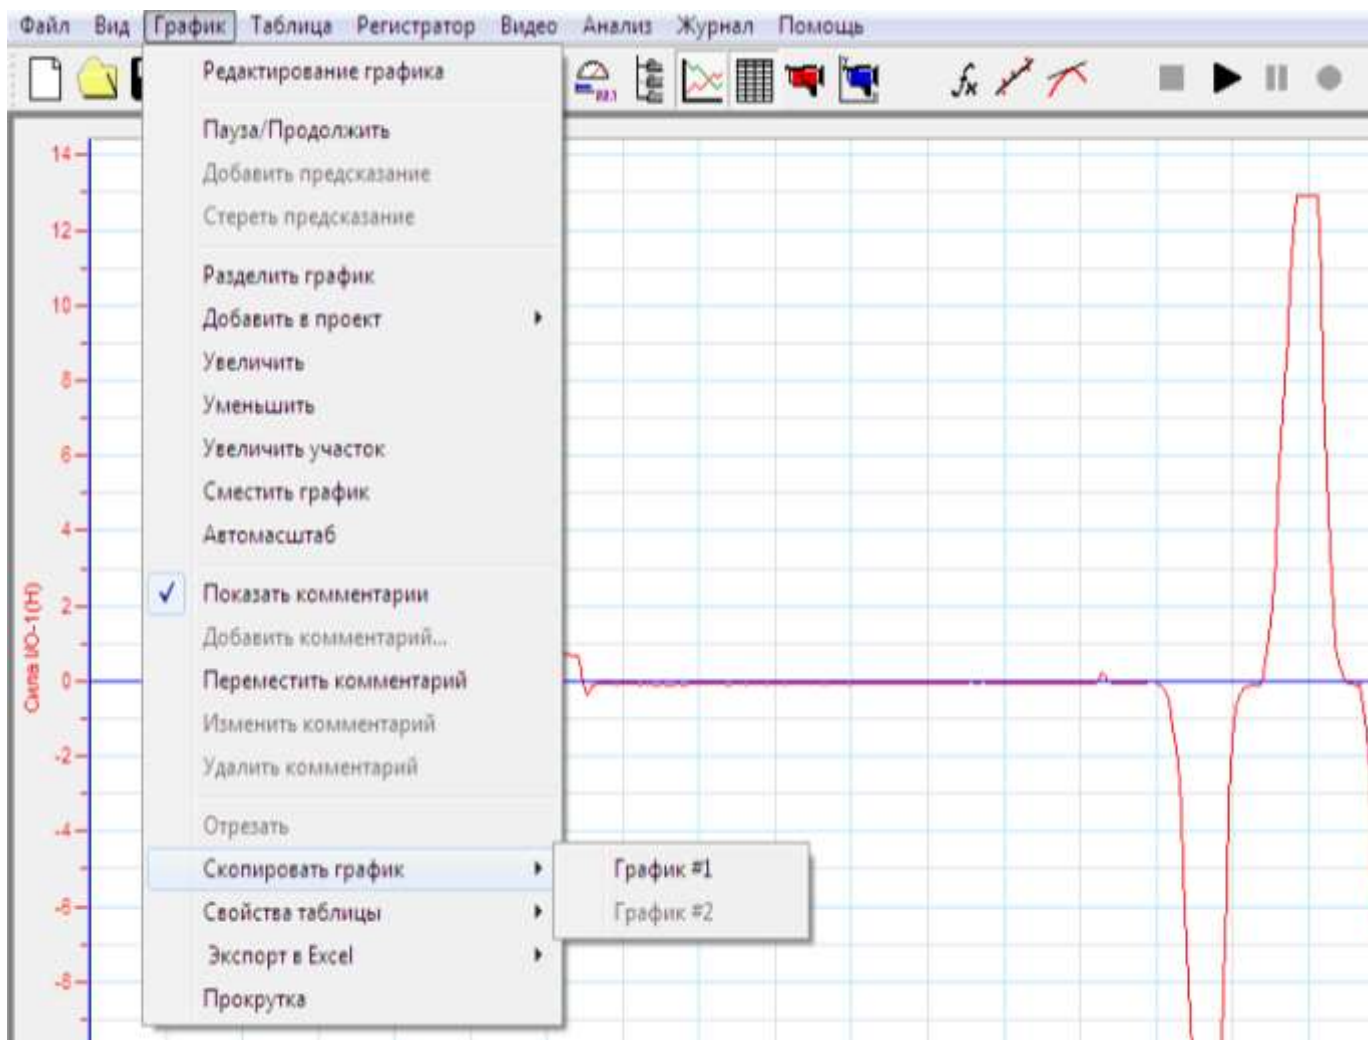 Файл Вид График Таблица Регистратор Видео Анализ Журнал Помощь
Редактирование графика
Пауза/Продолжить
Добавить предсказание
Стереть предсказание
Разделить график
Добавить в проект
Увеличить
Уменьшить
Увеличить участок
Сместить график
Автомасштаб
Показать комментарии
Добавить комментарий...
Переместить комментарий
Изменить комментарий
Удалить комментарий
Отрезать
Скопировать график
График #1
График #2
Свойства таблицы
Экспорт в Excel
Прокрутка
Сила I/O-1(Н)
14
12
10
8
6
4
2
0
-2
-4
-6
-8
fx